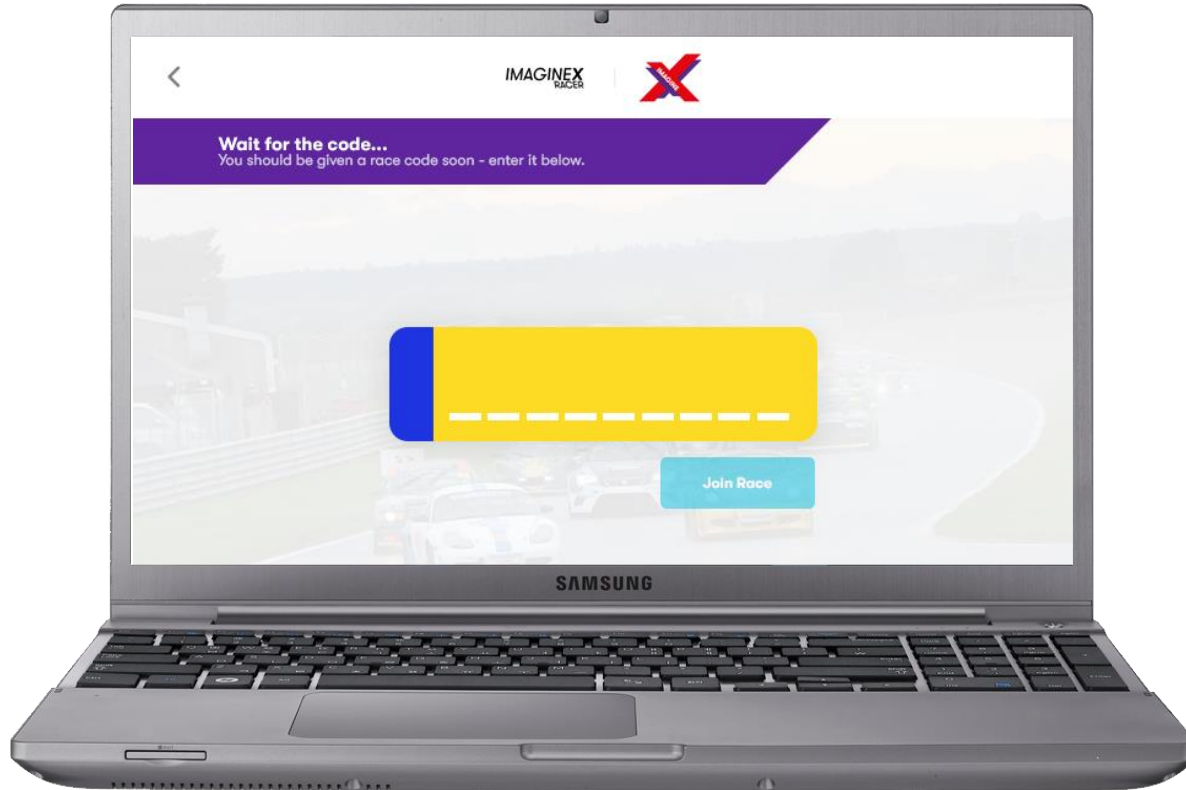 IMAGINEX
RACER
IMAGINE
Wait for the code...
You should be given a race code soon - enter it below.
Join Race
SAMSUNG